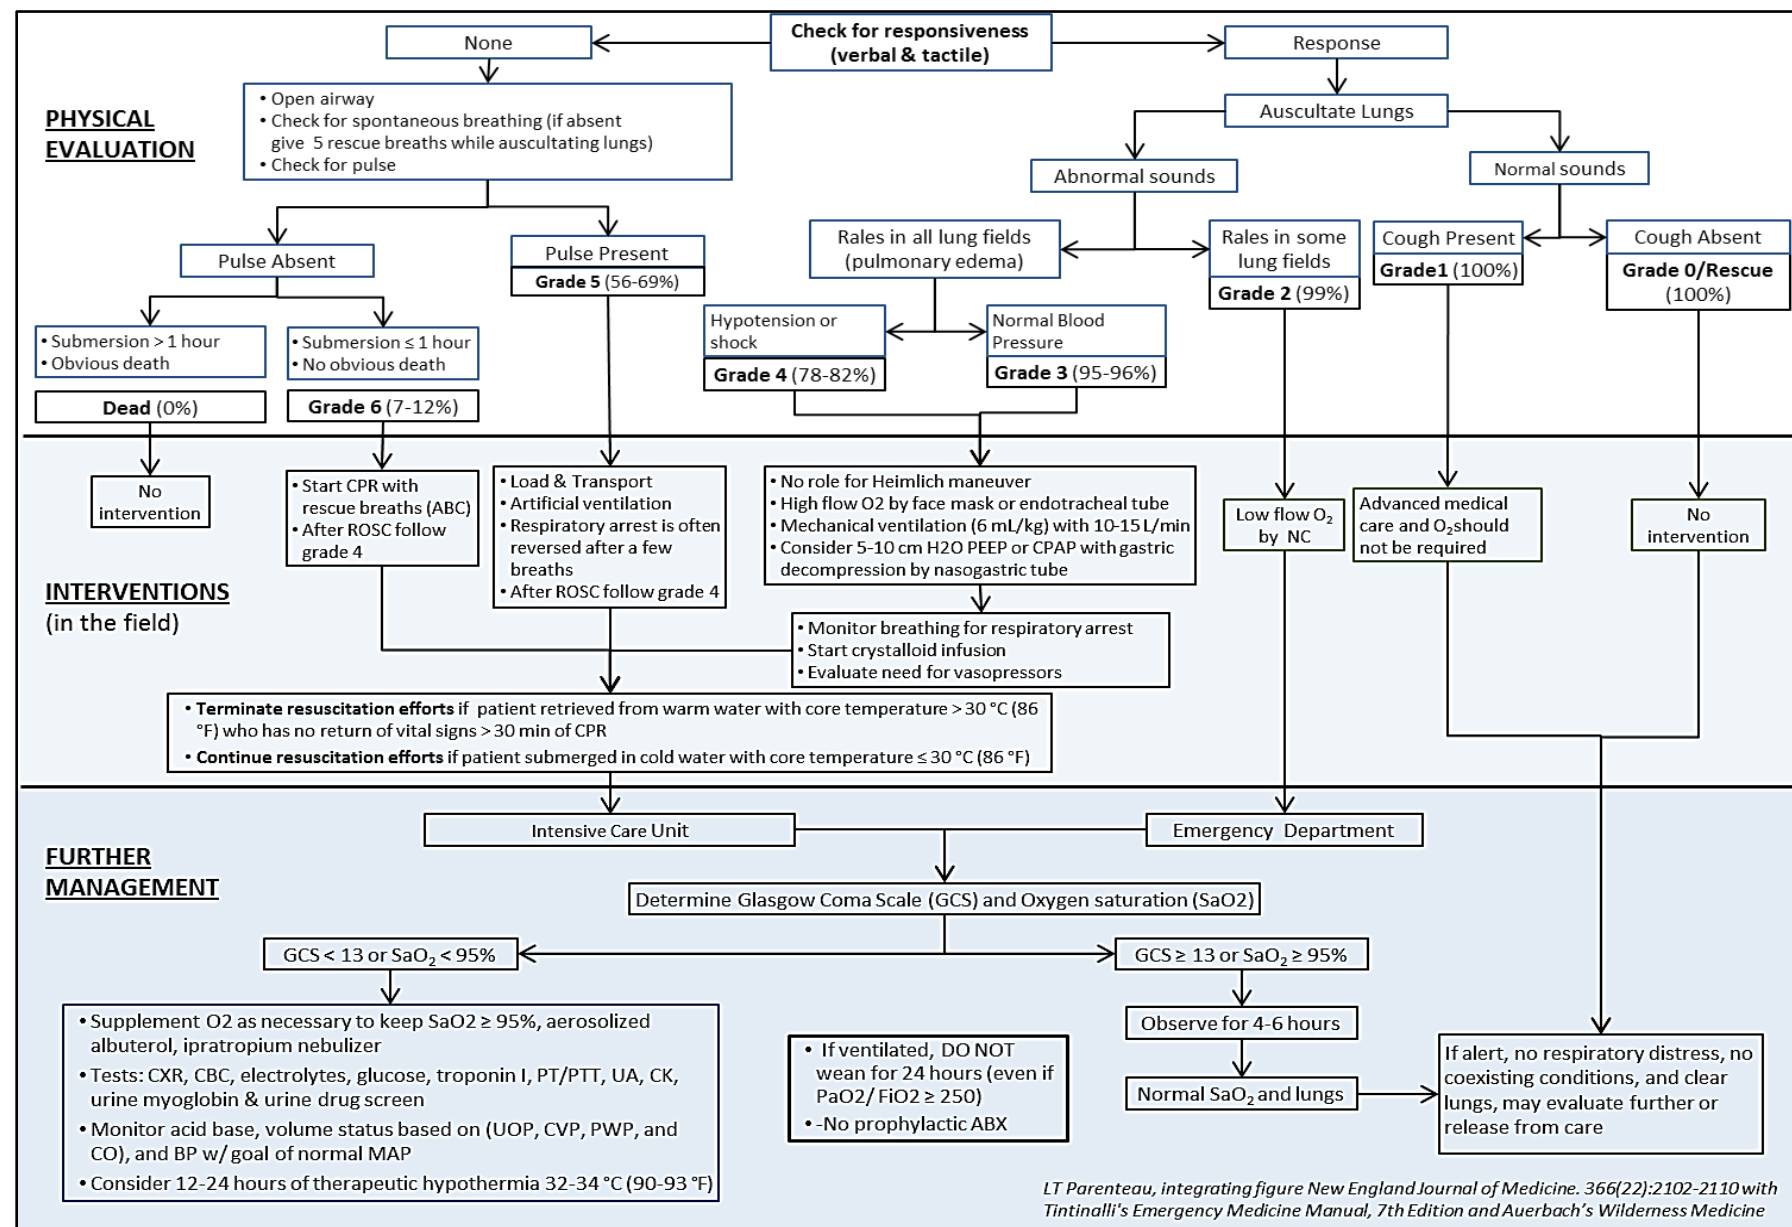 Check for responsiveness
(verbal & tactile)
None
Response
PHYSICAL
EVALUATION
• Open airway
• Check for spontaneous breathing (if absent
give 5 rescue breaths while auscultating lungs)
• Check for pulse
Auscultate Lungs
Abnormal sounds
Normal sounds
Pulse Absent
Pulse Present
Grade 5 (56-69%)
Rales in all lung fields
(pulmonary edema)
Rales in some
lung fields
Grade 2 (99%)
Cough Present
Grade1 (100%)
Cough Absent
Grade 0/Rescue
(100%)
• Submersion > 1 hour
• Obvious death
Dead (0%)
• Submersion ≤ 1 hour
• No obvious death
Grade 6 (7-12%)
Hypotension or
shock
Grade 4 (78-82%)
Normal Blood
Pressure
Grade 3 (95-96%)
INTERVENTIONS
(in the field)
No
intervention
• Start CPR with
rescue breaths (ABC)
• After ROSC follow
grade 4
• Load & Transport
• Artificial ventilation
• Respiratory arrest is often
reversed after a few
breaths
• After ROSC follow grade 4
• No role for Heimlich maneuver
• High flow O2 by face mask or endotracheal tube
• Mechanical ventilation (6 mL/kg) with 10-15 L/min
• Consider 5-10 cm H2O PEEP or CPAP with gastric
decompression by nasogastric tube
Low flow O₂
by NC
Advanced medical
care and O₂should
not be required
No
intervention
• Monitor breathing for respiratory arrest
• Start crystalloid infusion
• Evaluate need for vasopressors
• Terminate resuscitation efforts if patient retrieved from warm water with core temperature > 30 °C (86
°F) who has no return of vital signs > 30 min of CPR
• Continue resuscitation efforts if patient submerged in cold water with core temperature ≤ 30 °C (86 °F)
FURTHER
MANAGEMENT
Intensive Care Unit
Emergency Department
Determine Glasgow Coma Scale (GCS) and Oxygen saturation (SaO2)
GCS < 13 or SaO₂ < 95%
GCS ≥ 13 or SaO₂ ≥ 95%
• Supplement O2 as necessary to keep SaO2 ≥ 95%, aerosolized
albuterol, ipratropium nebulizer
• Tests: CXR, CBC, electrolytes, glucose, troponin I, PT/PTT, UA, CK,
urine myoglobin & urine drug screen
• Monitor acid base, volume status based on (UOP, CVP, PWP, and
CO), and BP w/ goal of normal MAP
• Consider 12-24 hours of therapeutic hypothermia 32-34 °C (90-93 °F)
• If ventilated, DO NOT
wean for 24 hours (even if
PaO2/ FiO2 ≥ 250)
• -No prophylactic ABX
Observe for 4-6 hours
Normal SaO₂ and lungs
If alert, no respiratory distress, no
coexisting conditions, and clear
lungs, may evaluate further or
release from care
LT Parenteau, integrating figure New England Journal of Medicine. 366(22):2102-2110 with
Tintinalli's Emergency Medicine Manual, 7th Edition and Auerbach's Wilderness Medicine